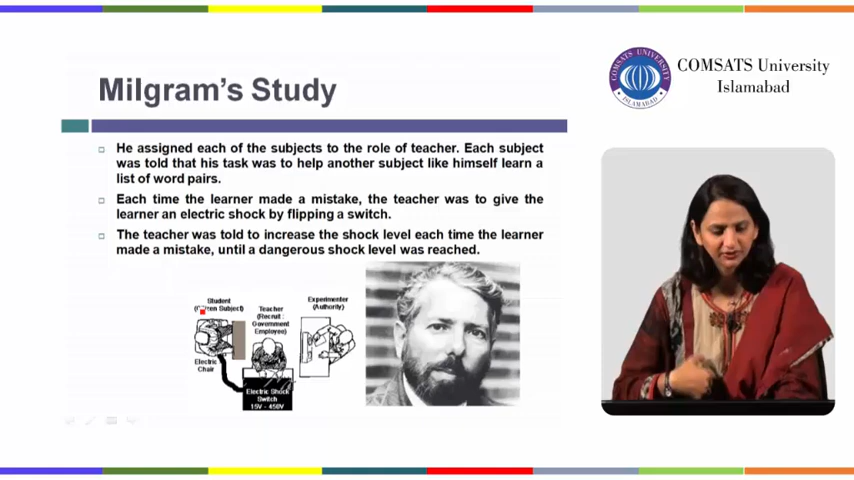 COMSATS University
Islamabad
COMSATS UNIVERSITY
ISLAMABAD
Milgram's Study
He assigned each of the subjects to the role of teacher. Each subject
was told that his task was to help another subject like himself learn a
list of word pairs.
Each time the learner made a mistake, the teacher was to give the
learner an electric shock by flipping a switch.
The teacher was told to increase the shock level each time the learner
made a mistake, until a dangerous shock level was reached.
Student
Subject)
Electric
Chair
Teacher
(Recruit :
Government
Employee)
Experimenter
(Authority)
Electric Shock
Switch
15V - 450V